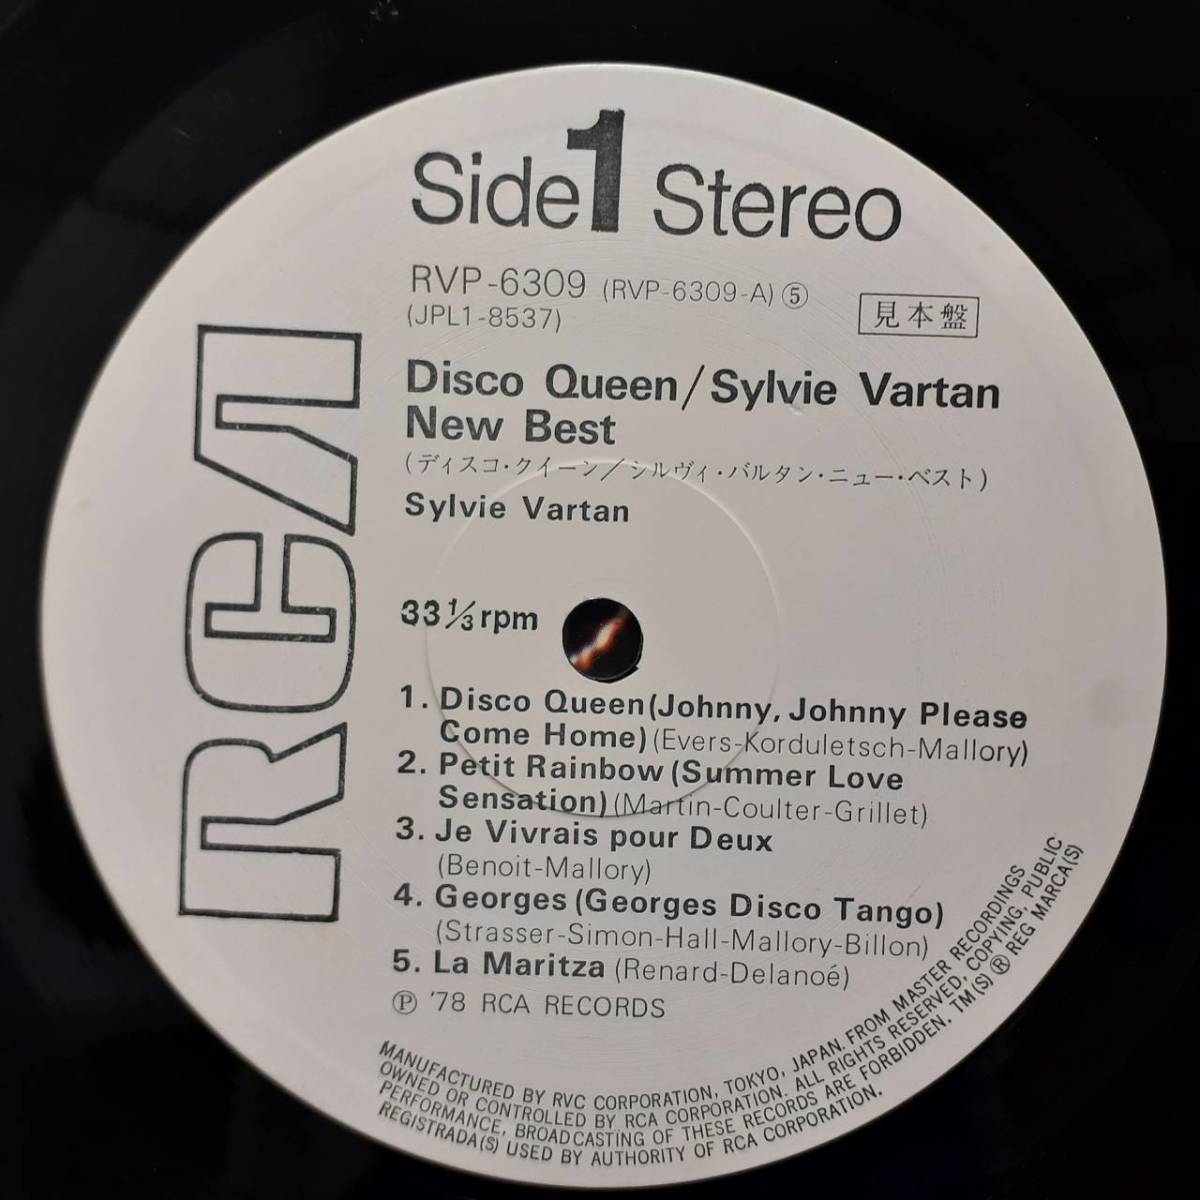 Side 1 Stereo
RVP-6309 (RVP-6309-A) ⑤
(JPL1-8537)
見本盤
Disco Queen/Sylvie Vartan
New Best
(ディスコ・クイーン/シルヴィ・バルタン・ニュー・ベスト)
Sylvie Vartan
RCA
33 1/3 rpm
1. Disco Queen (Johnny, Johnny Please
Come Home) (Evers-Korduletsch-Mallory)
2. Petit Rainbow (Summer Love
Sensation) (Martin-Coulter-Grillet)
3. Je Vivrais pour Deux
(Benoit-Mallory)
4. Georges (Georges Disco Tango)
(Strasser-Simon-Hall-Mallory-Billon)
5. La Maritza (Renard-Delanoé)
℗ '78 RCA RECORDS
MANUFACTURED BY RVC CORPORATION, TOKYO, JAPAN. FROM MASTER RECORDINGS
OWNED OR CONTROLLED BY RCA CORPORATION. ALL RIGHTS RESERVED, COPYING, PUBLIC
PERFORMANCE, BROADCASTING OF THESE RECORDS ARE FORBIDDEN. TM(S) ® REG MARCA(S)
REGISTRADA(S) USED BY AUTHORITY OF RCA CORPORATION.